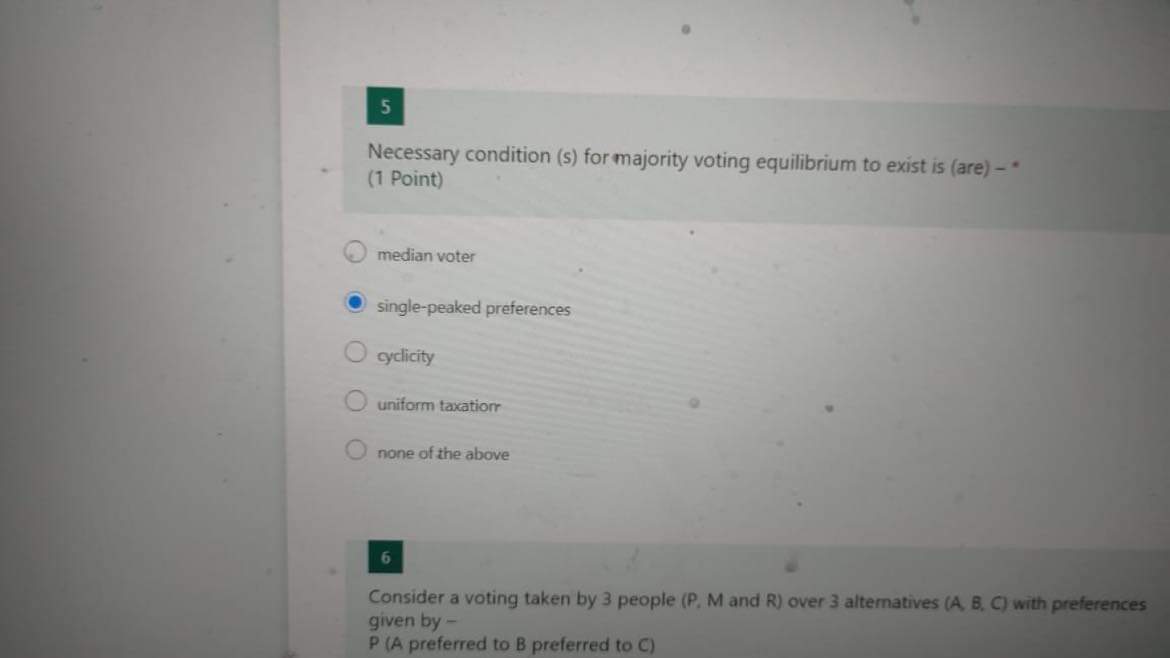 5
Necessary condition (s) for majority voting equilibrium to exist is (are) – *
(1 Point)
median voter
single-peaked preferences
cyclicity
uniform taxation
none of the above
6
Consider a voting taken by 3 people (P, M and R) over 3 alternatives (A, B, C) with preferences
given by –
P (A preferred to B preferred to C)